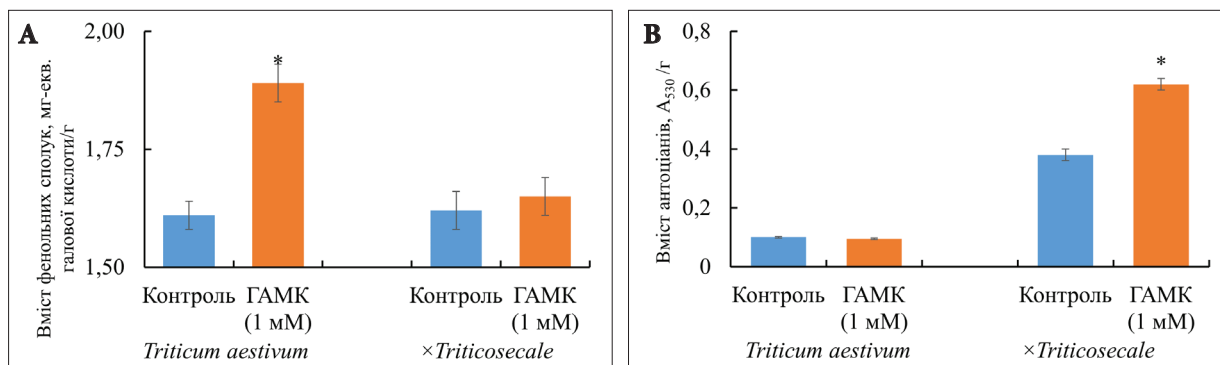 A
Вміст фенольних сполук, мг-екв.
галової кислоти/г
2,00
1,75
1,50
*
Контроль ГАМК Контроль ГАМК
(1 мМ) (1 мМ)
Triticum aestivum ×Triticosecale
B
Вміст антоціанів, A530 /г
0,8
0,6
0,4
0,2
0
*
Контроль ГАМК Контроль ГАМК
(1 мМ) (1 мМ)
Triticum aestivum ×Triticosecale